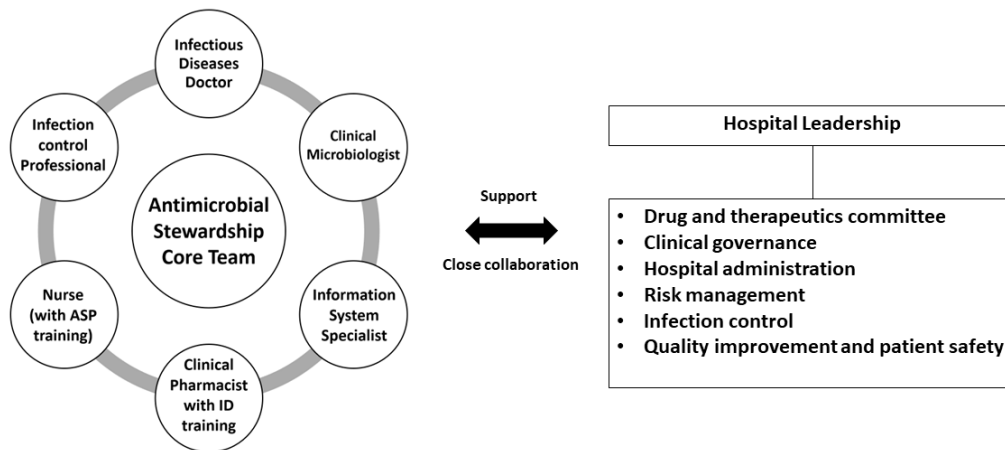 Infectious
Diseases
Doctor
Infection
control
Professional
Clinical
Microbiologist
Antimicrobial
Stewardship
Core Team
Nurse
(with ASP
training)
Information
System
Specialist
Clinical
Pharmacist
with ID
training
Support
Close collaboration
Hospital Leadership
• Drug and therapeutics committee
• Clinical governance
• Hospital administration
• Risk management
• Infection control
• Quality improvement and patient safety